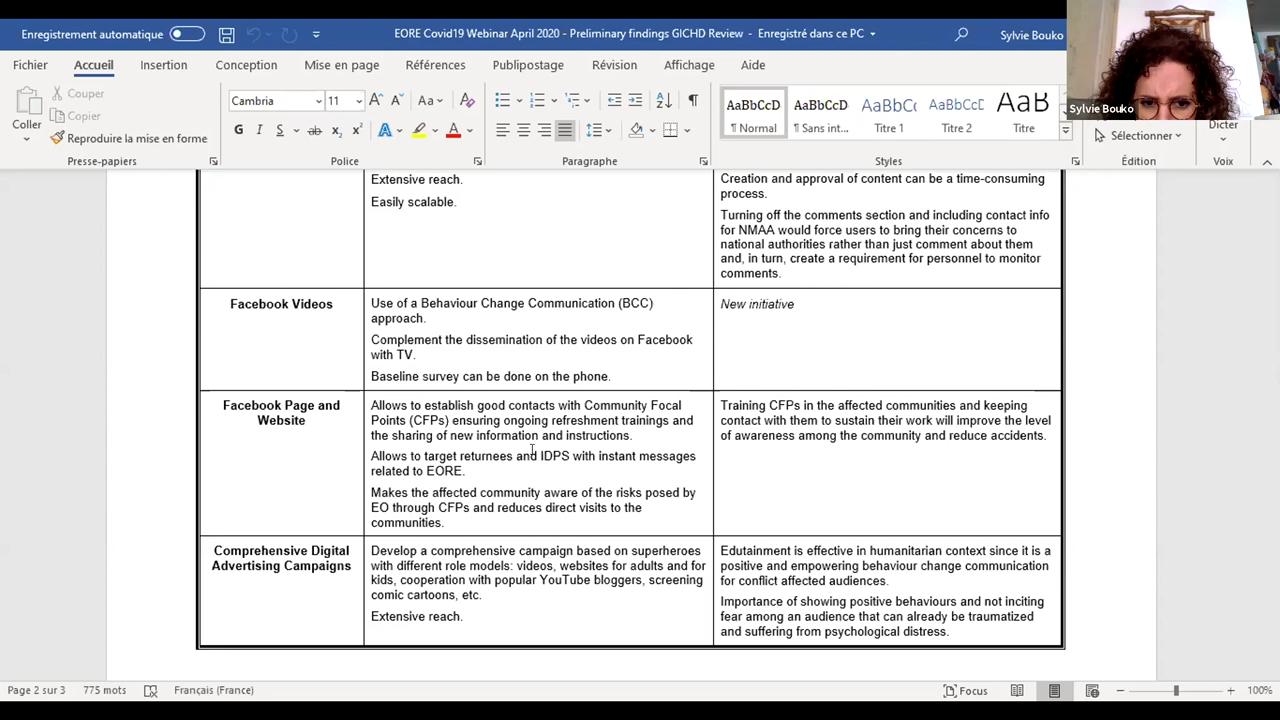 Enregistrement automatique
EORE Covid19 Webinar April 2020 - Preliminary findings GICHD Review - Enregistré dans ce PC
Sylvie Bouko
Sylvie Bouko
Fichier Accueil Insertion Conception Mise en page Références Publipostage Révision Affichage Aide
Coller
Couper
Copier
Reproduire la mise en forme
Presse-papiers
Cambria 11
Aa
G I S ab x₂ x²
A A
Police
Paragraphe
AaBbCcD AaBbCcD AaBbCc AaBbCcD AaB
¶ Normal ¶ Sans int... Titre 1 Titre 2 Titre
Styles
Sélectionner
Édition
Dicter
Voix
Extensive reach.
Easily scalable.
Creation and approval of content can be a time-consuming
process.
Turning off the comments section and including contact info
for NMAA would force users to bring their concerns to
national authorities rather than just comment about them
and, in turn, create a requirement for personnel to monitor
comments.
Facebook Videos
Use of a Behaviour Change Communication (BCC)
approach.
Complement the dissemination of the videos on Facebook
with TV.
Baseline survey can be done on the phone.
New initiative
Facebook Page and
Website
Allows to establish good contacts with Community Focal
Points (CFPs) ensuring ongoing refreshment trainings and
the sharing of new information and instructions.
Allows to target returnees and IDPS with instant messages
related to EORE.
Makes the affected community aware of the risks posed by
EO through CFPs and reduces direct visits to the
communities.
Training CFPs in the affected communities and keeping
contact with them to sustain their work will improve the level
of awareness among the community and reduce accidents.
Comprehensive Digital
Advertising Campaigns
Develop a comprehensive campaign based on superheroes
with different role models: videos, websites for adults and for
kids, cooperation with popular YouTube bloggers, screening
comic cartoons, etc.
Extensive reach.
Edutainment is effective in humanitarian context since it is a
positive and empowering behaviour change communication
for conflict affected audiences.
Importance of showing positive behaviours and not inciting
fear among an audience that can already be traumatized
and suffering from psychological distress.
Page 2 sur 3 775 mots Français (France) Focus 100%